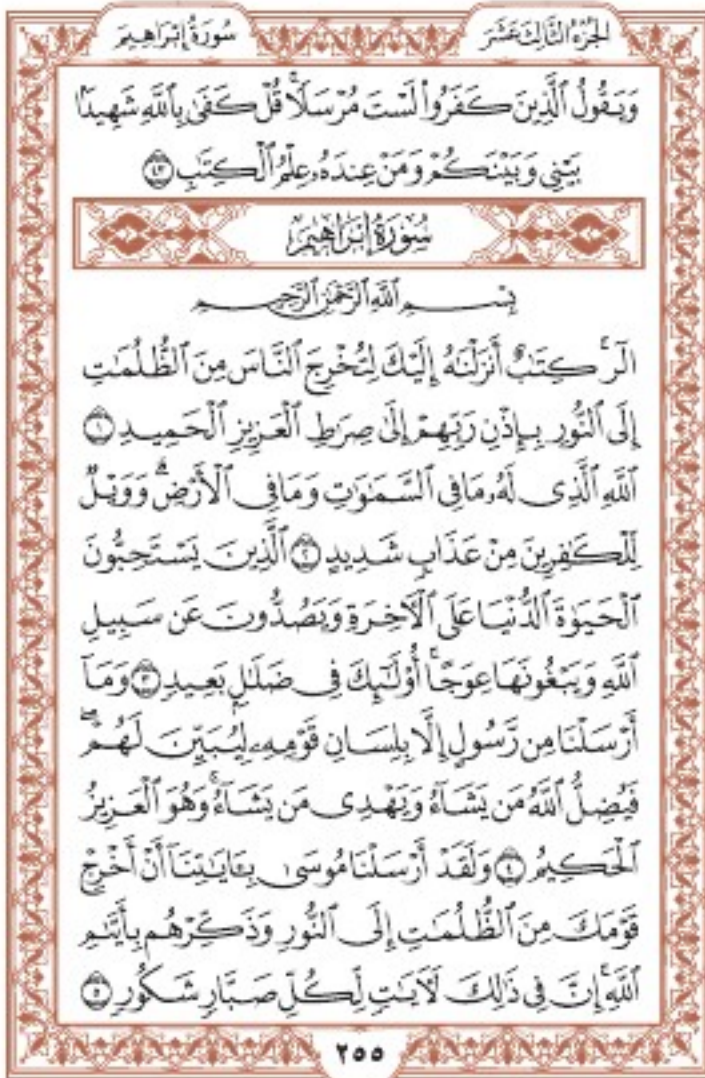 الجزء الثالث عشر سورة إبراهيم
وَيَقُولُ ٱلَّذِينَ كَفَرُواْ لَسْتَ مُرْسَلًاۚ قُلْ كَفَىٰ بِٱللَّهِ شَهِيدًۢا
بَيْنِي وَبَيْنَكُمْ وَمَنْ عِندَهُۥ عِلْمُ ٱلْكِتَٰبِ ٤٣
سُورَةُ إِبْرَاهِيمَ
بِسْمِ ٱللَّهِ ٱلرَّحْمَٰنِ ٱلرَّحِيمِ
الٓرۚ كِتَٰبٌ أَنزَلْنَٰهُ إِلَيْكَ لِتُخْرِجَ ٱلنَّاسَ مِنَ ٱلظُّلُمَٰتِ
إِلَى ٱلنُّورِ بِإِذْنِ رَبِّهِمْ إِلَىٰ صِرَٰطِ ٱلْعَزِيزِ ٱلْحَمِيدِ ١
ٱللَّهِ ٱلَّذِي لَهُۥ مَا فِي ٱلسَّمَٰوَٰتِ وَمَا فِي ٱلْأَرْضِۗ وَوَيْلٌ
لِّلْكَٰفِرِينَ مِنْ عَذَابٍ شَدِيدٍ ٢ ٱلَّذِينَ يَسْتَحِبُّونَ
ٱلْحَيَوٰةَ ٱلدُّنْيَا عَلَى ٱلْأٓخِرَةِ وَيَصُدُّونَ عَن سَبِيلِ
ٱللَّهِ وَيَبْغُونَهَا عِوَجًاۚ أُوْلَٰٓئِكَ فِي ضَلَٰلٍۭ بَعِيدٍ ٣ وَمَآ
أَرْسَلْنَا مِن رَّسُولٍ إِلَّا بِلِسَانِ قَوْمِهِۦ لِيُبَيِّنَ لَهُمْۖ
فَيُضِلُّ ٱللَّهُ مَن يَشَآءُ وَيَهْدِي مَن يَشَآءُۚ وَهُوَ ٱلْعَزِيزُ
ٱلْحَكِيمُ ٤ وَلَقَدْ أَرْسَلْنَا مُوسَىٰ بِـَٔايَٰتِنَآ أَنْ أَخْرِجْ
قَوْمَكَ مِنَ ٱلظُّلُمَٰتِ إِلَى ٱلنُّورِ وَذَكِّرْهُم بِأَيَّىٰمِ
ٱللَّهِۚ إِنَّ فِي ذَٰلِكَ لَأٓيَٰتٍ لِّكُلِّ صَبَّارٍ شَكُورٍ ٥
٢٥٥